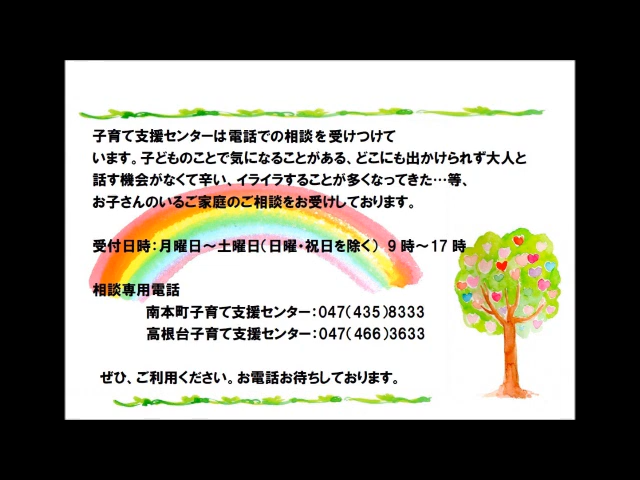 子育て支援センターは電話での相談を受けつけて
います。子どものことで気になることがある、どこにも出かけられず大人と
話す機会がなくて辛い、イライラすることが多くなってきた…等、
お子さんのいるご家庭のご相談をお受けしております。
受付日時：月曜日～土曜日（日曜・祝日を除く） 9時～17時
相談専用電話
南本町子育て支援センター：047（435）8333
高根台子育て支援センター：047（466）3633
ぜひ、ご利用ください。お電話お待ちしております。